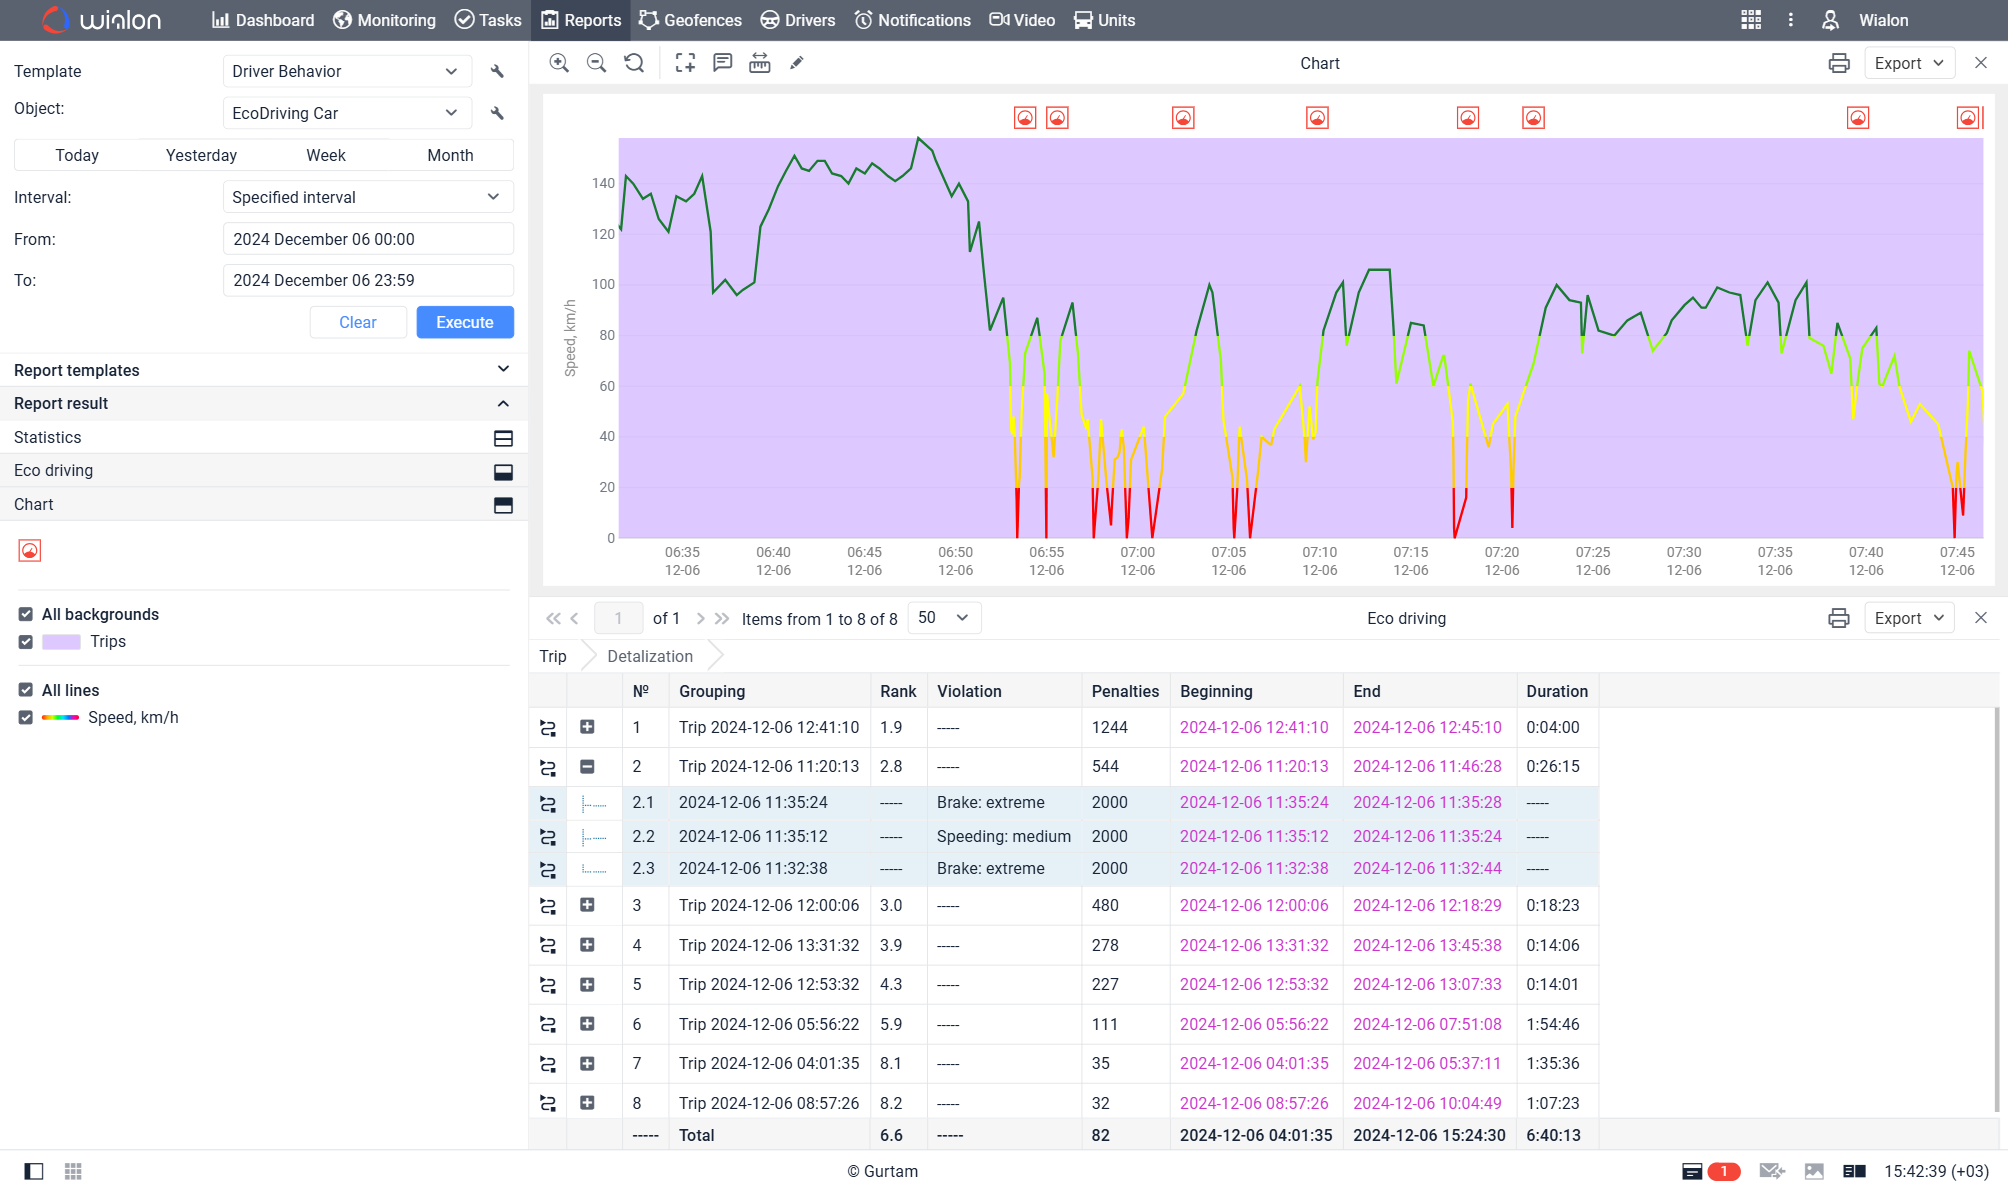 wialon Dashboard Monitoring Tasks Reports Geofences Drivers Notifications Video Units Wialon
Template Driver Behavior
Object: EcoDriving Car
Today Yesterday Week Month
Interval: Specified interval
From: 2024 December 06 00:00
To: 2024 December 06 23:59
Clear Execute
Report templates
Report result
Statistics
Eco driving
Chart
All backgrounds
Trips
All lines
Speed, km/h
Chart Export
Speed, km/h
140
120
100
80
60
40
20
0
06:35 06:40 06:45 06:50 06:55 07:00 07:05 07:10 07:15 07:20 07:25 07:30 07:35 07:40 07:45
12-06 12-06 12-06 12-06 12-06 12-06 12-06 12-06 12-06 12-06 12-06 12-06 12-06 12-06 12-06
1 of 1 Items from 1 to 8 of 8 50 Eco driving Export
Trip Detalization
№ Grouping Rank Violation Penalties Beginning End Duration
1 Trip 2024-12-06 12:41:10 1.9 ----- 1244 2024-12-06 12:41:10 2024-12-06 12:45:10 0:04:00
2 Trip 2024-12-06 11:20:13 2.8 ----- 544 2024-12-06 11:20:13 2024-12-06 11:46:28 0:26:15
2.1 2024-12-06 11:35:24 ----- Brake: extreme 2000 2024-12-06 11:35:24 2024-12-06 11:35:28 -----
2.2 2024-12-06 11:35:12 ----- Speeding: medium 2000 2024-12-06 11:35:12 2024-12-06 11:35:24 -----
2.3 2024-12-06 11:32:38 ----- Brake: extreme 2000 2024-12-06 11:32:38 2024-12-06 11:32:44 -----
3 Trip 2024-12-06 12:00:06 3.0 ----- 480 2024-12-06 12:00:06 2024-12-06 12:18:29 0:18:23
4 Trip 2024-12-06 13:31:32 3.9 ----- 278 2024-12-06 13:31:32 2024-12-06 13:45:38 0:14:06
5 Trip 2024-12-06 12:53:32 4.3 ----- 227 2024-12-06 12:53:32 2024-12-06 13:07:33 0:14:01
6 Trip 2024-12-06 05:56:22 5.9 ----- 111 2024-12-06 05:56:22 2024-12-06 07:51:08 1:54:46
7 Trip 2024-12-06 04:01:35 8.1 ----- 35 2024-12-06 04:01:35 2024-12-06 05:37:11 1:35:36
8 Trip 2024-12-06 08:57:26 8.2 ----- 32 2024-12-06 08:57:26 2024-12-06 10:04:49 1:07:23
----- Total 6.6 ----- 82 2024-12-06 04:01:35 2024-12-06 15:24:30 6:40:13
© Gurtam 1 15:42:39 (+03)